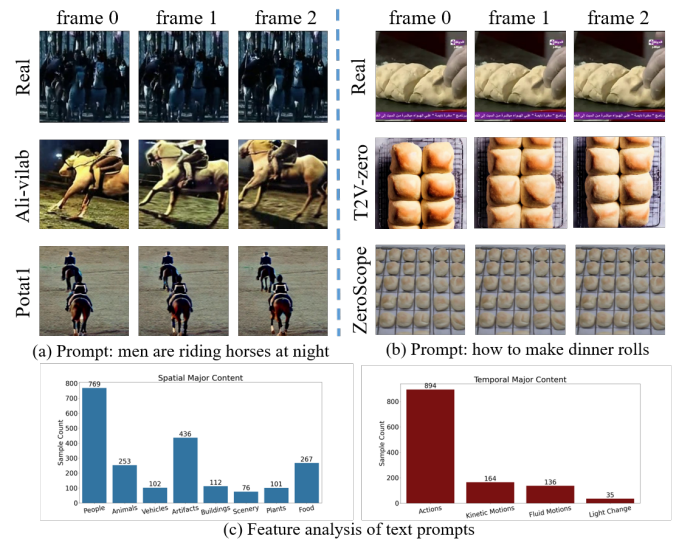 frame 0 frame 1 frame 2
Real
Ali-vilab
Potat1
(a) Prompt: men are riding horses at night
frame 0 frame 1 frame 2
Real
T2V-zero
ZeroScope
(b) Prompt: how to make dinner rolls
Spatial Major Content
Sample Count
800
700
600
500
400
300
200
100
0
769
253
102
436
112
76
101
267
People Animals Vehicles Artifacts Buildings Scenery Plants Food
Temporal Major Content
Sample Count
800
600
400
200
0
894
164
136
35
Actions Kinetic Motions Fluid Motions Light Change
(c) Feature analysis of text prompts